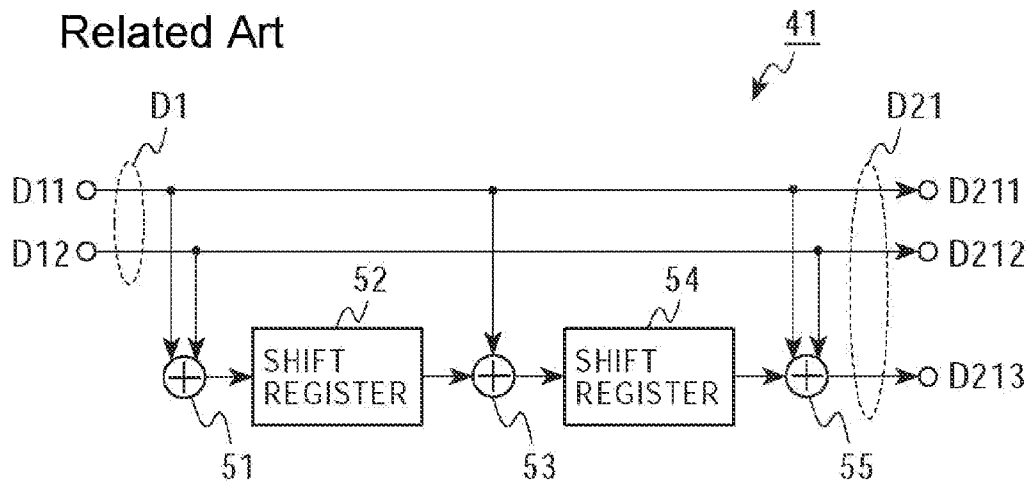 Related Art
41
D1
D21
D11
D211
D12
D212
52
54
SHIFT
REGISTER
SHIFT
REGISTER
D213
51
53
55